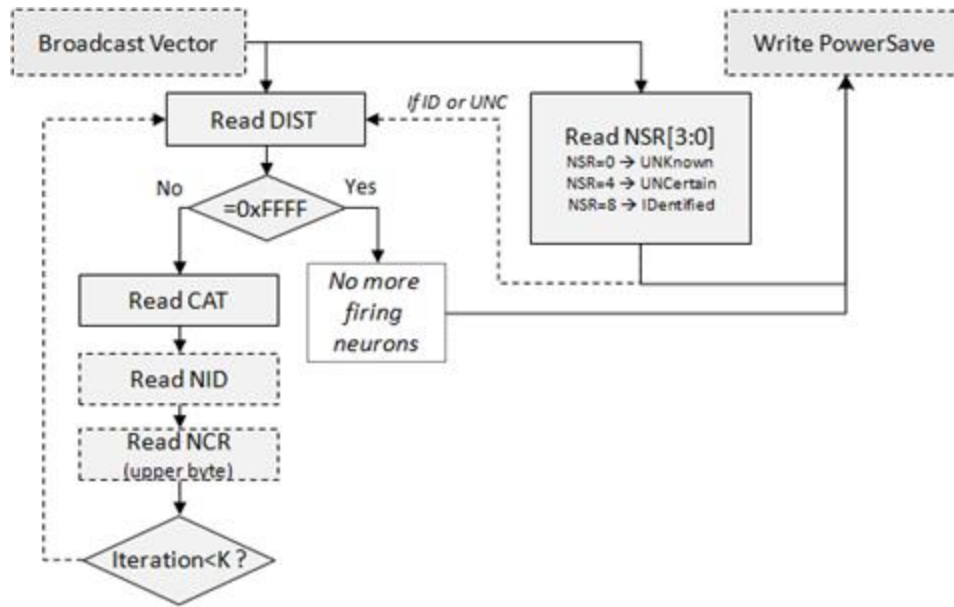 Broadcast Vector
Write PowerSave
If ID or UNC
Read DIST
Read NSR[3:0]
NSR=0 → UNKnown
NSR=4 → UNCertain
NSR=8 → IDentified
No
Yes
=0xFFFF
Read CAT
No more
firing
neurons
Read NID
Read NCR
(upper byte)
Iteration<K ?